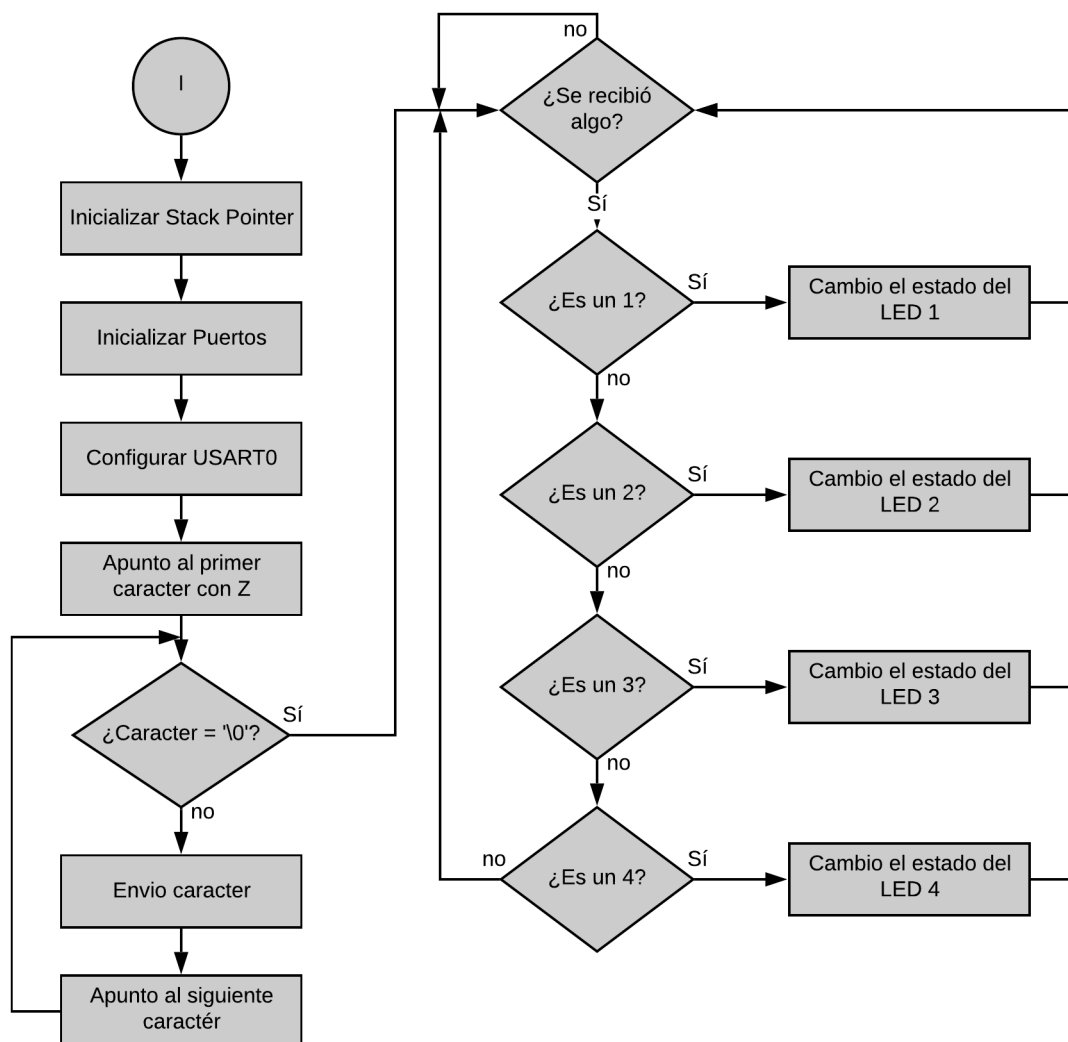 I
Inicializar Stack Pointer
Inicializar Puertos
Configurar USART0
Apunto al primer
caracter con Z
¿Caracter = '\0'?
Sí
no
Envio caracter
Apunto al siguiente
caractér
no
¿Se recibió
algo?
Sí
¿Es un 1?
Sí
Cambio el estado del
LED 1
no
¿Es un 2?
Sí
Cambio el estado del
LED 2
no
¿Es un 3?
Sí
Cambio el estado del
LED 3
no
¿Es un 4?
no
Sí
Cambio el estado del
LED 4